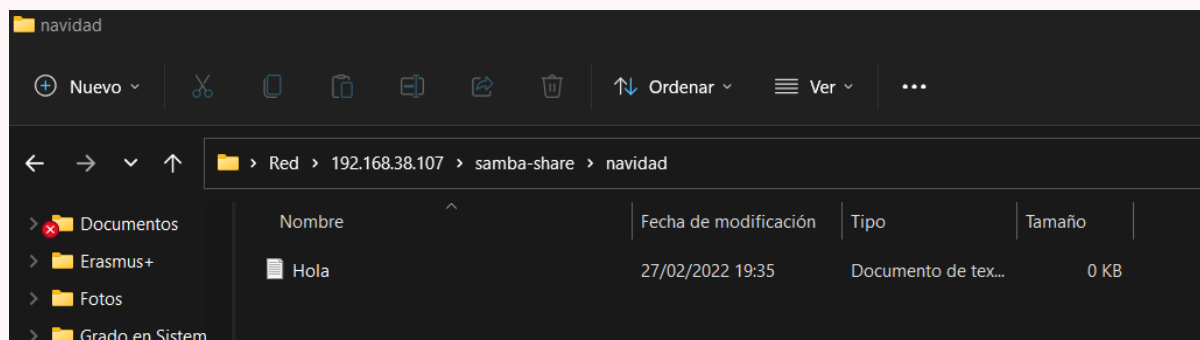 navidad
Nuevo Ordenar Ver
Red > 192.168.38.107 > samba-share > navidad
Documentos Nombre Fecha de modificación Tipo Tamaño
Erasmus+ Hola 27/02/2022 19:35 Documento de tex... 0 KB
Fotos
Grado en Sistem